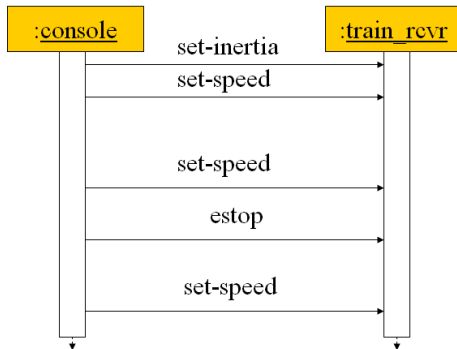 :console
:train_rcvr
set-inertia
set-speed
set-speed
estop
set-speed